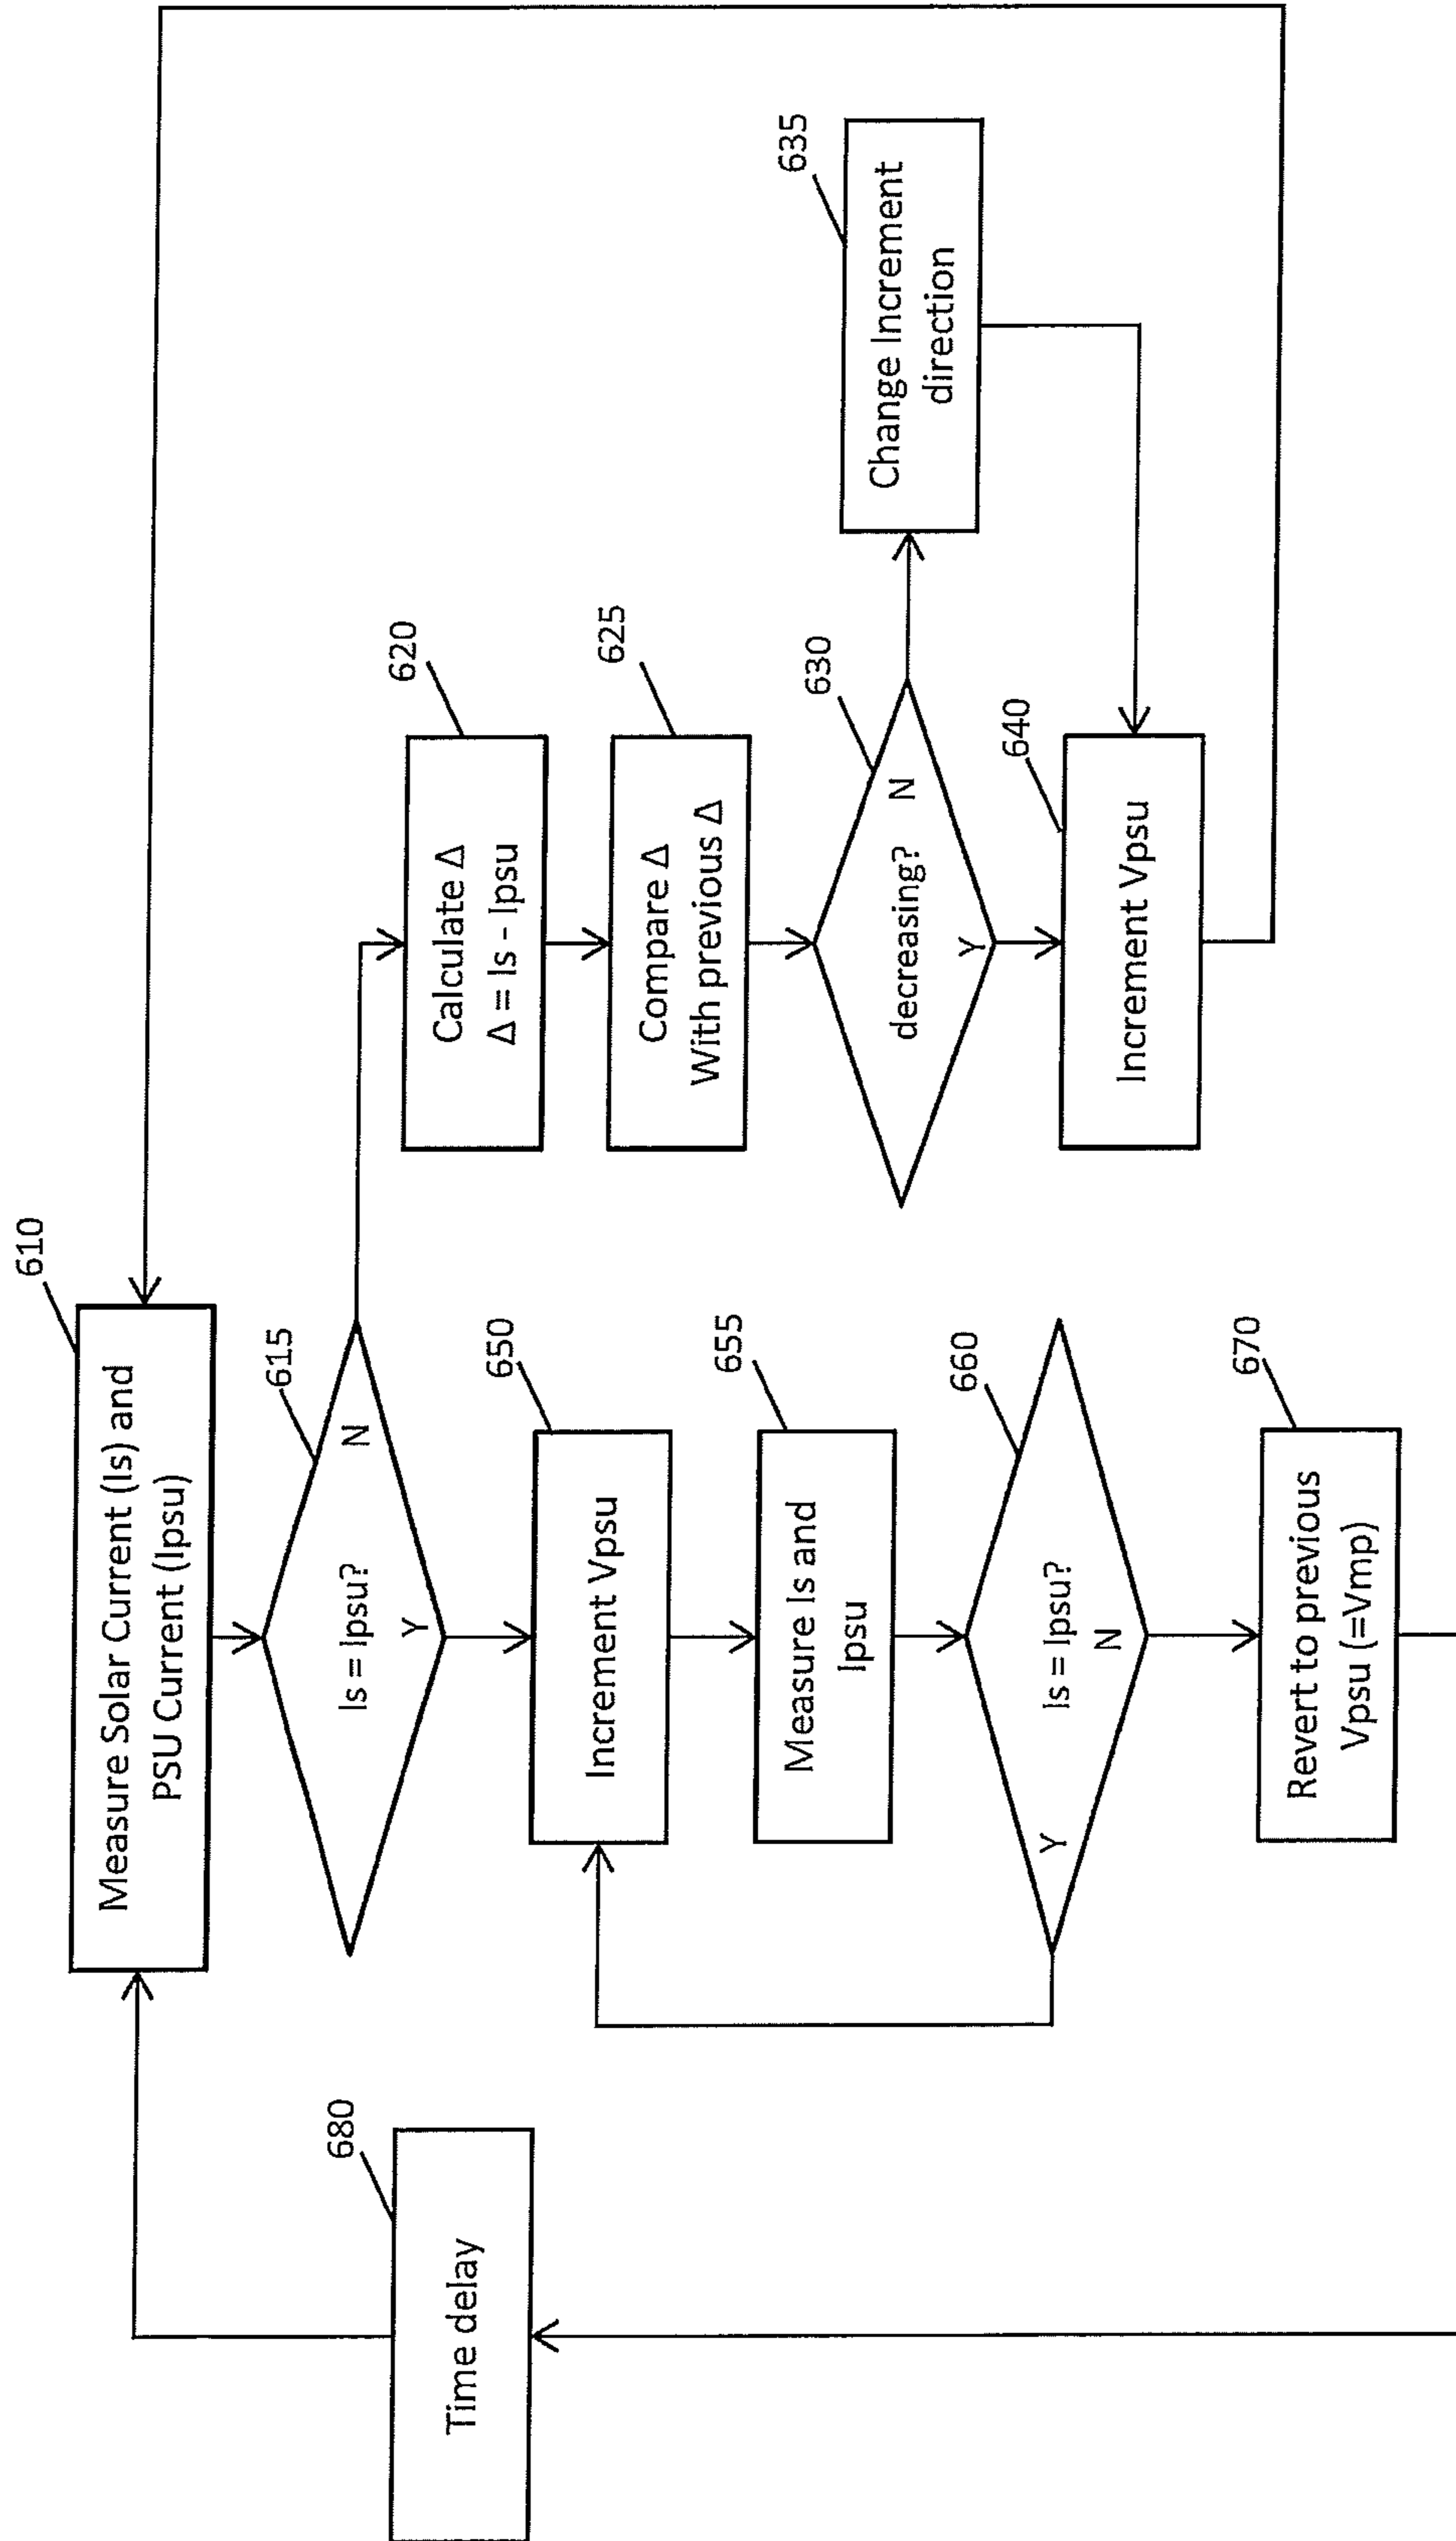 610
Measure Solar Current (Is) and
PSU Current (Ipsu)
615
Is = Ipsu?
N
Y
620
Calculate Δ
Δ = Is - Ipsu
625
Compare Δ
With previous Δ
630
decreasing?
N
Y
635
Change Increment
direction
640
Increment Vpsu
650
Increment Vpsu
655
Measure Is and
Ipsu
660
Is = Ipsu?
Y
N
670
Revert to previous
Vpsu (=Vmp)
680
Time delay